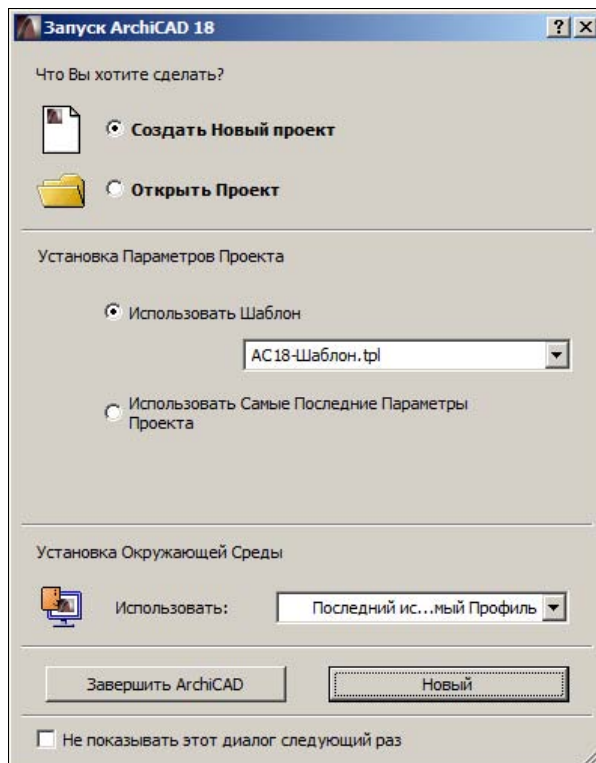 Запуск ArchiCAD 18
Что Вы хотите сделать?
Создать Новый проект
Открыть Проект
Установка Параметров Проекта
Использовать Шаблон
AC18-Шаблон.tpl
Использовать Самые Последние Параметры
Проекта
Установка Окружающей Среды
Использовать:
Последний ис...мый Профиль
Завершить ArchiCAD
Новый
Не показывать этот диалог следующий раз